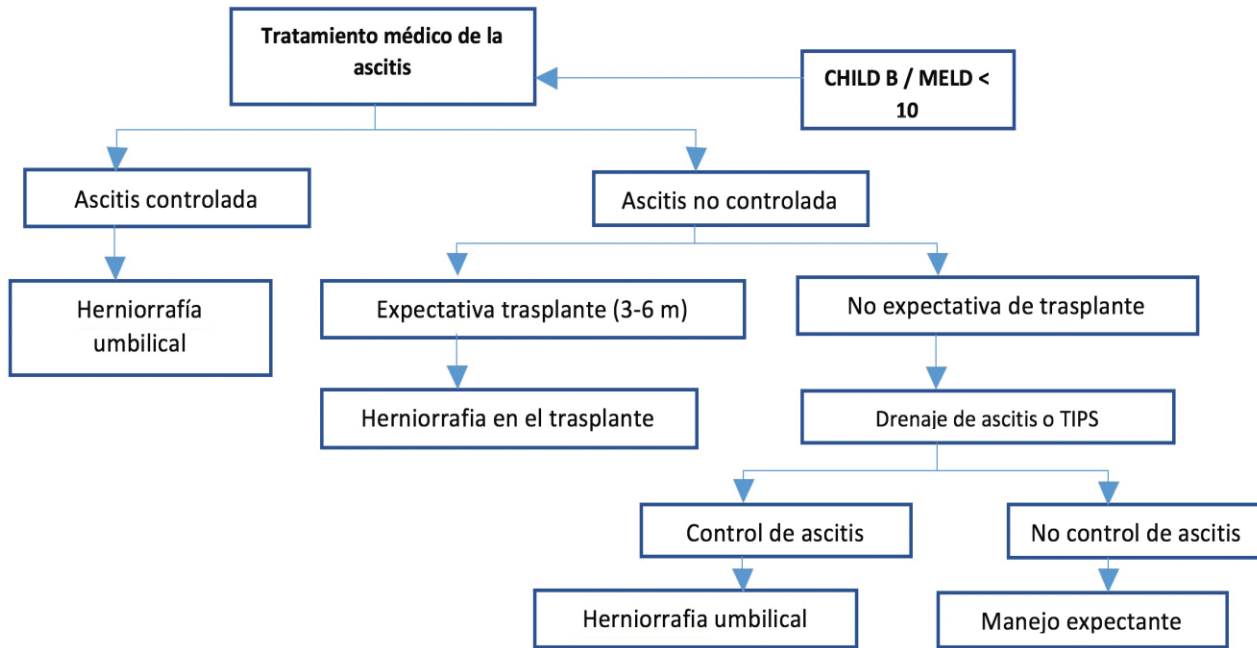 Tratamiento médico de la
ascitis
CHILD B / MELD <
10
Ascitis controlada
Ascitis no controlada
Herniorrafía
umbilical
Expectativa trasplante (3-6 m)
No expectativa de trasplante
Herniorrafia en el trasplante
Drenaje de ascitis o TIPS
Control de ascitis
No control de ascitis
Herniorrafia umbilical
Manejo expectante